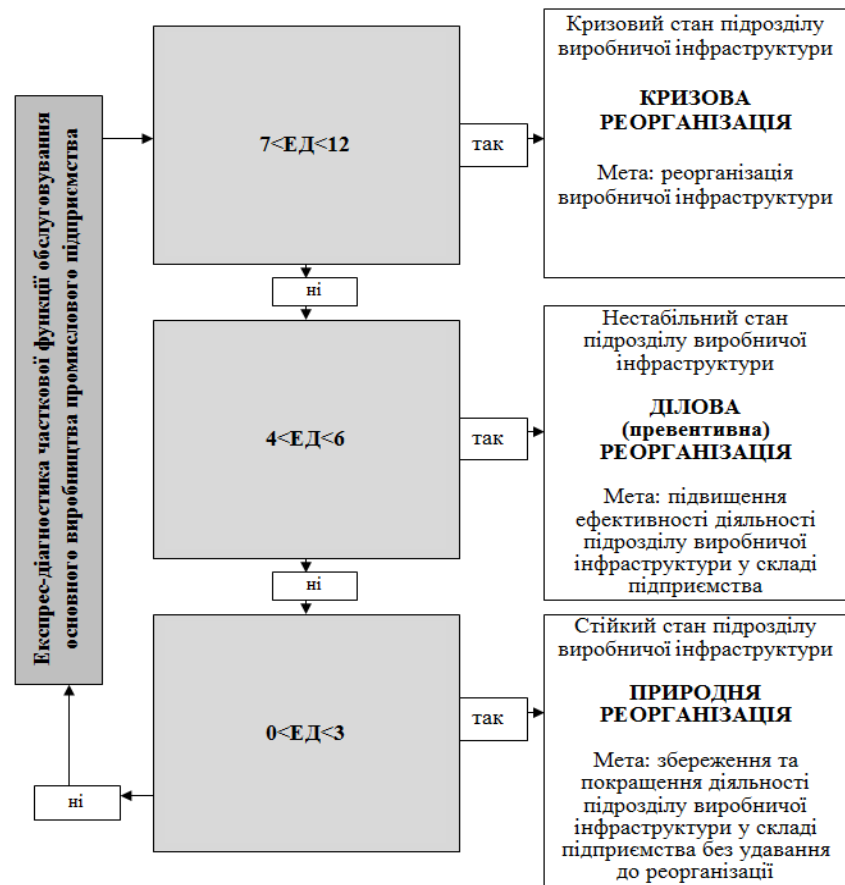 Експрес-діагностика часткової функції обслуговування
основного виробництва промислового підприємства
7<ЕД<12
так
Кризовий стан підрозділу
виробничої інфраструктури
КРИЗОВА
РЕОРГАНІЗАЦІЯ
Мета: реорганізація
виробничої інфраструктури
ні
4<ЕД<6
так
Нестабільний стан
підрозділу виробничої
інфраструктури
ДІЛОВА
(превентивна)
РЕОРГАНІЗАЦІЯ
Мета: підвищення
ефективності діяльності
підрозділу виробничої
інфраструктури у складі
підприємства
ні
0<ЕД<3
так
Стійкий стан підрозділу
виробничої інфраструктури
ПРИРОДНЯ
РЕОРГАНІЗАЦІЯ
Мета: збереження та
покращення діяльності
підрозділу виробничої
інфраструктури у складі
підприємства без удавання
до реорганізації
ні